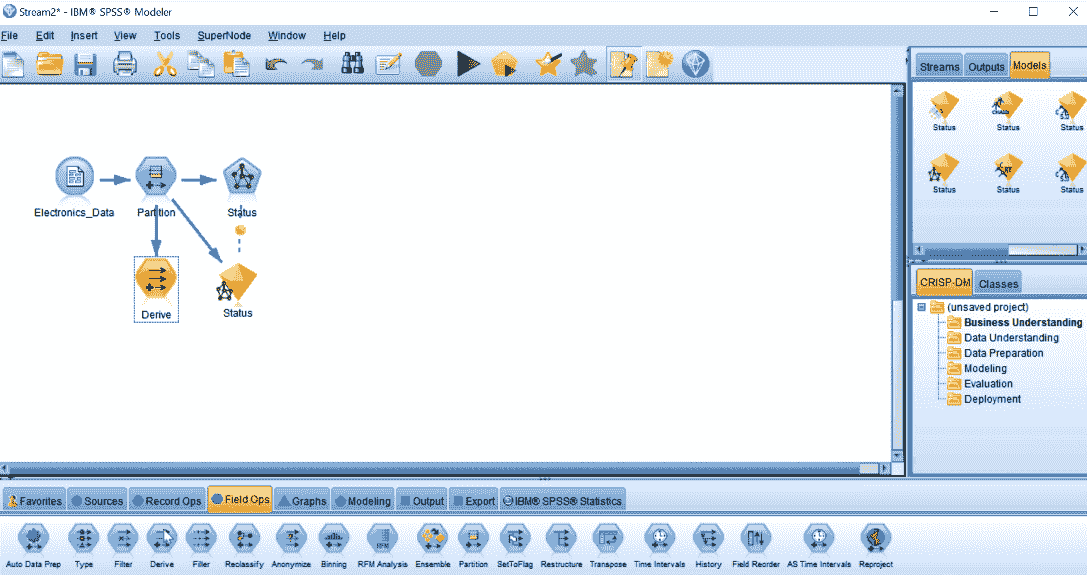 Stream2* - IBM® SPSS® Modeler
File Edit Insert View Tools SuperNode Window Help
Streams Outputs Models
Status Status Status
Status Status Status
Electronics_Data Partition Status
Derive Status
CRISP-DM Classes
(unsaved project)
Business Understanding
Data Understanding
Data Preparation
Modeling
Evaluation
Deployment
Favorites Sources Record Ops Field Ops Graphs Modeling Output Export IBM® SPSS® Statistics
Auto Data Prep Type Filter Derive Filler Reclassify Anonymize Binning RFM Analysis Ensemble Partition SetToFlag Restructure Transpose Time Intervals History Field Reorder AS Time Intervals Reproject